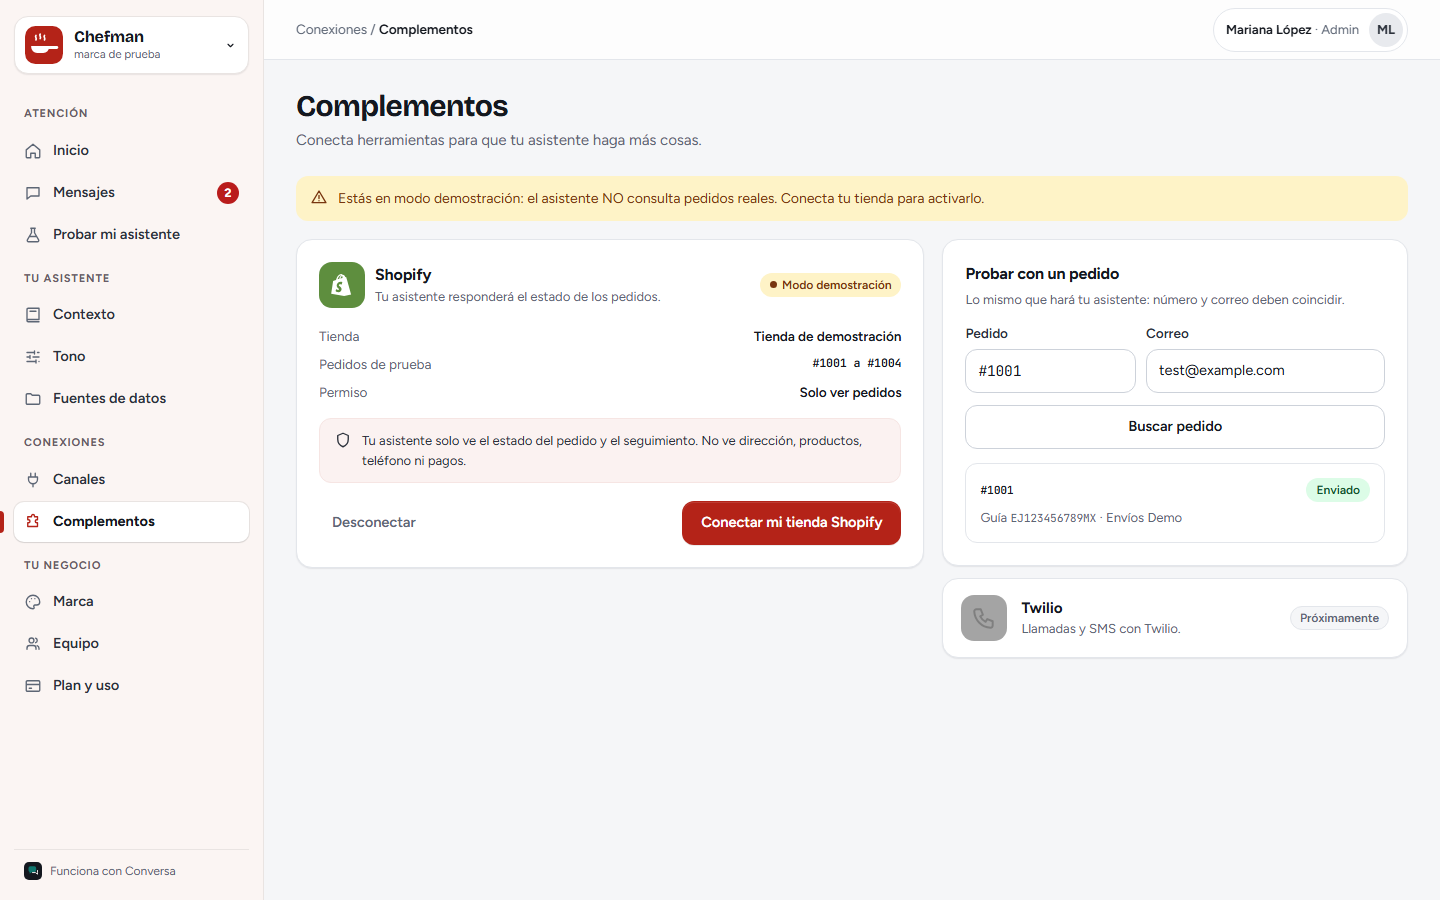 Chefman
marca de prueba
ATENCIÓN
Inicio
Mensajes
2
Probar mi asistente
TU ASISTENTE
Contexto
Tono
Fuentes de datos
CONEXIONES
Canales
Complementos
TU NEGOCIO
Marca
Equipo
Plan y uso
Funciona con Conversa
Conexiones / Complementos
Mariana López · Admin
ML
Complementos
Conecta herramientas para que tu asistente haga más cosas.
Estás en modo demostración: el asistente NO consulta pedidos reales. Conecta tu tienda para activarlo.
Shopify
Tu asistente responderá el estado de los pedidos.
Modo demostración
Tienda
Tienda de demostración
Pedidos de prueba
#1001 a #1004
Permiso
Solo ver pedidos
Tu asistente solo ve el estado del pedido y el seguimiento. No ve dirección, productos,
teléfono ni pagos.
Desconectar
Conectar mi tienda Shopify
Probar con un pedido
Lo mismo que hará tu asistente: número y correo deben coincidir.
Pedido
Correo
#1001
test@example.com
Buscar pedido
#1001
Enviado
Guía EJ123456789MX · Envíos Demo
Twilio
Llamadas y SMS con Twilio.
Próximamente